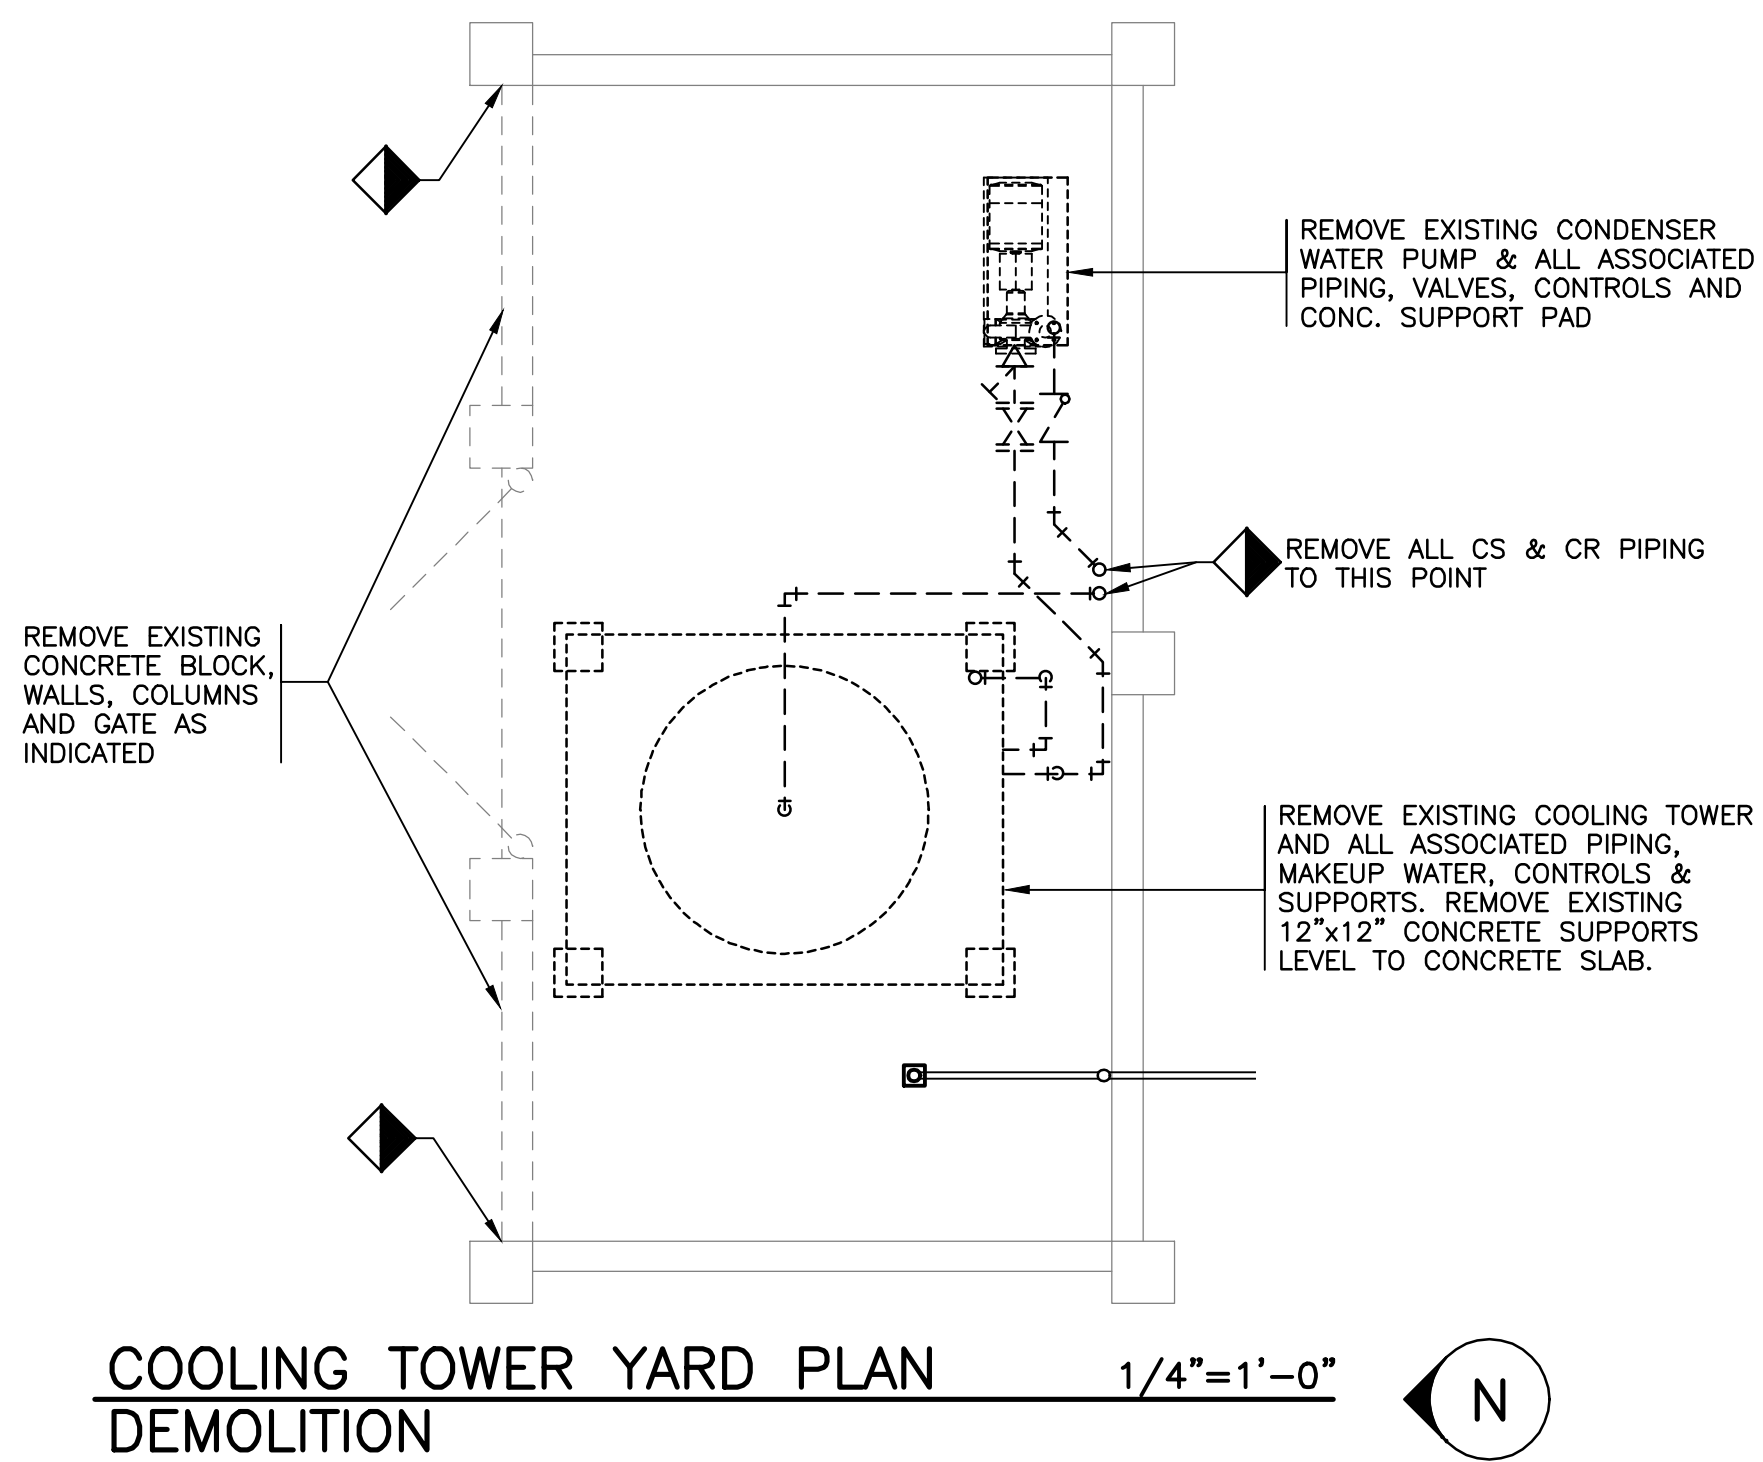 REMOVE EXISTING CONDENSER
WATER PUMP & ALL ASSOCIATED
PIPING, VALVES, CONTROLS AND
CONC. SUPPORT PAD
REMOVE ALL CS & CR PIPING
TO THIS POINT
REMOVE EXISTING
CONCRETE BLOCK,
WALLS, COLUMNS
AND GATE AS
INDICATED
REMOVE EXISTING COOLING TOWER
AND ALL ASSOCIATED PIPING,
MAKEUP WATER, CONTROLS &
SUPPORTS. REMOVE EXISTING
12"x12" CONCRETE SUPPORTS
LEVEL TO CONCRETE SLAB.
COOLING TOWER YARD PLAN 1/4"=1'-0"
DEMOLITION
N